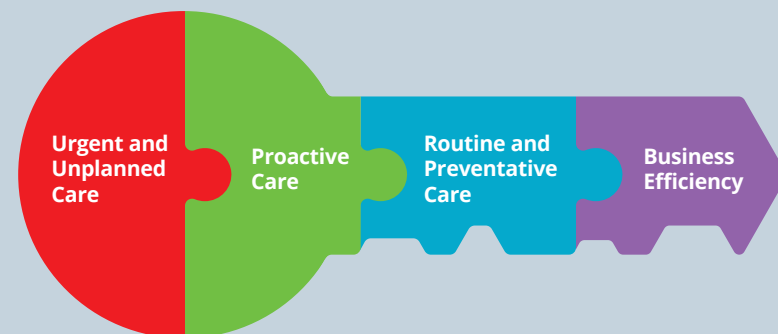 Urgent and
Unplanned
Care
Proactive
Care
Routine and
Preventative
Care
Business
Efficiency